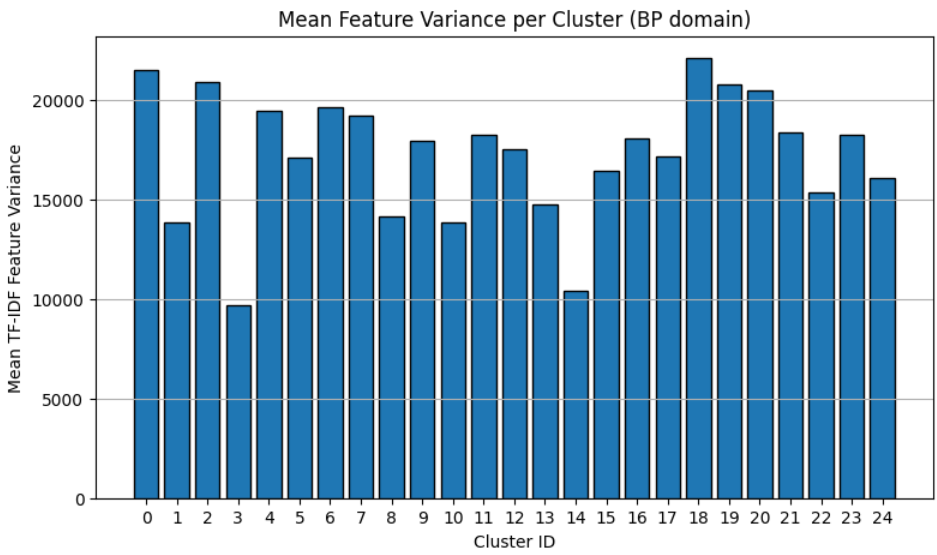 Mean Feature Variance per Cluster (BP domain)
Mean TF-IDF Feature Variance
20000
15000
10000
5000
0
0 1 2 3 4 5 6 7 8 9 10 11 12 13 14 15 16 17 18 19 20 21 22 23 24
Cluster ID